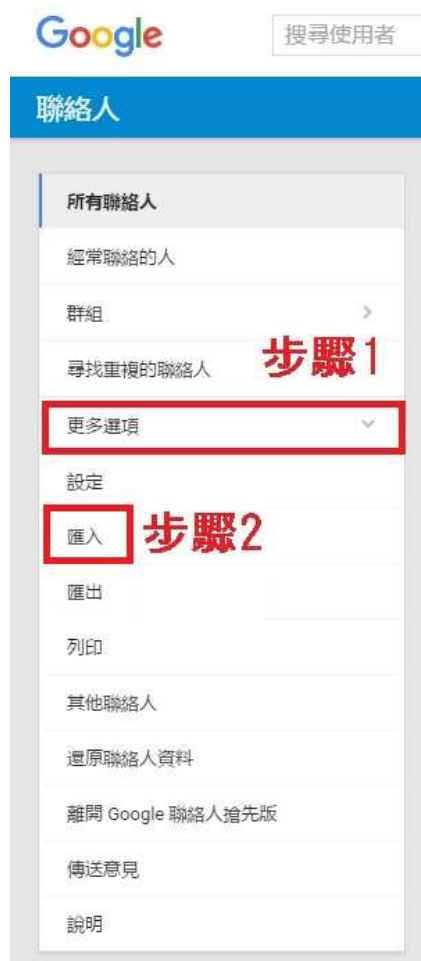 Google
搜尋使用者
聯絡人
所有聯絡人
經常聯絡的人
群組
尋找重複的聯絡人
步驟1
更多選項
設定
匯入
步驟2
匯出
列印
其他聯絡人
還原聯絡人資料
離開 Google 聯絡人搶先版
傳送意見
說明